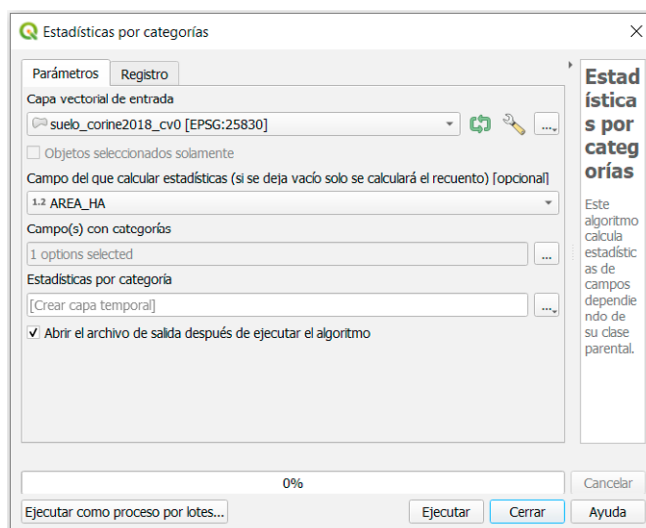 Estadísticas por categorías
Parámetros
Registro
Capa vectorial de entrada
suelo_corine2018_cv0 [EPSG:25830]
...
Objetos seleccionados solamente
Campo del que calcular estadísticas (si se deja vacío solo se calculará el recuento) [opcional]
1.2 AREA_HA
Campo(s) con categorías
1 options selected
...
Estadísticas por categoría
[Crear capa temporal]
...
Abrir el archivo de salida después de ejecutar el algoritmo
Estad
ística
s por
categ
orías
Este
algoritmo
calcula
estadístic
as de
campos
dependie
ndo de
su clase
parental.
0%
Cancelar
Ejecutar como proceso por lotes...
Ejecutar
Cerrar
Ayuda